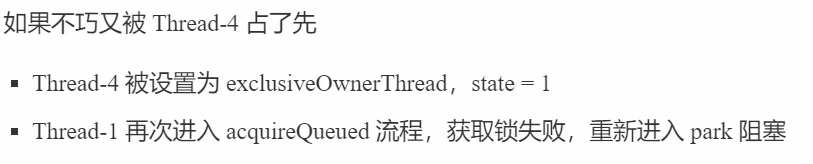 如果不巧又被 Thread-4 占了先
▪ Thread-4 被设置为 exclusiveOwnerThread，state = 1
▪ Thread-1 再次进入 acquireQueued 流程，获取锁失败，重新进入 park 阻塞